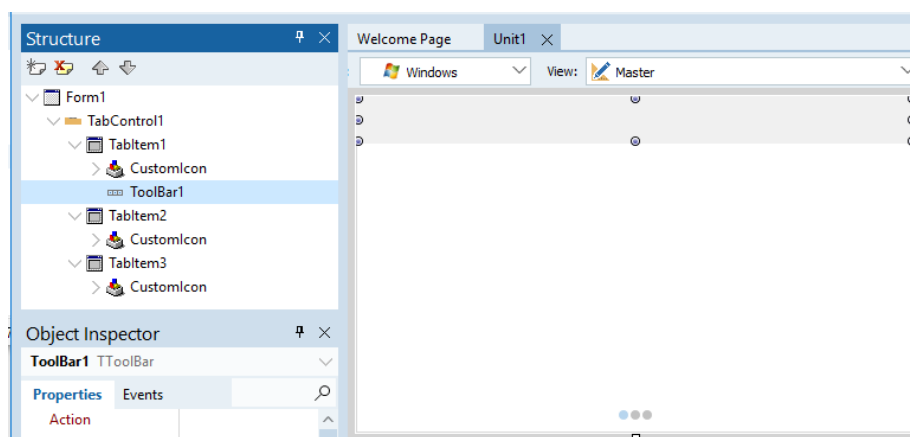 Structure
Form1
TabControl1
TabItem1
CustomIcon
ToolBar1
TabItem2
CustomIcon
TabItem3
CustomIcon
Object Inspector
ToolBar1 TToolBar
Properties Events
Action
Welcome Page Unit1
Windows View: Master